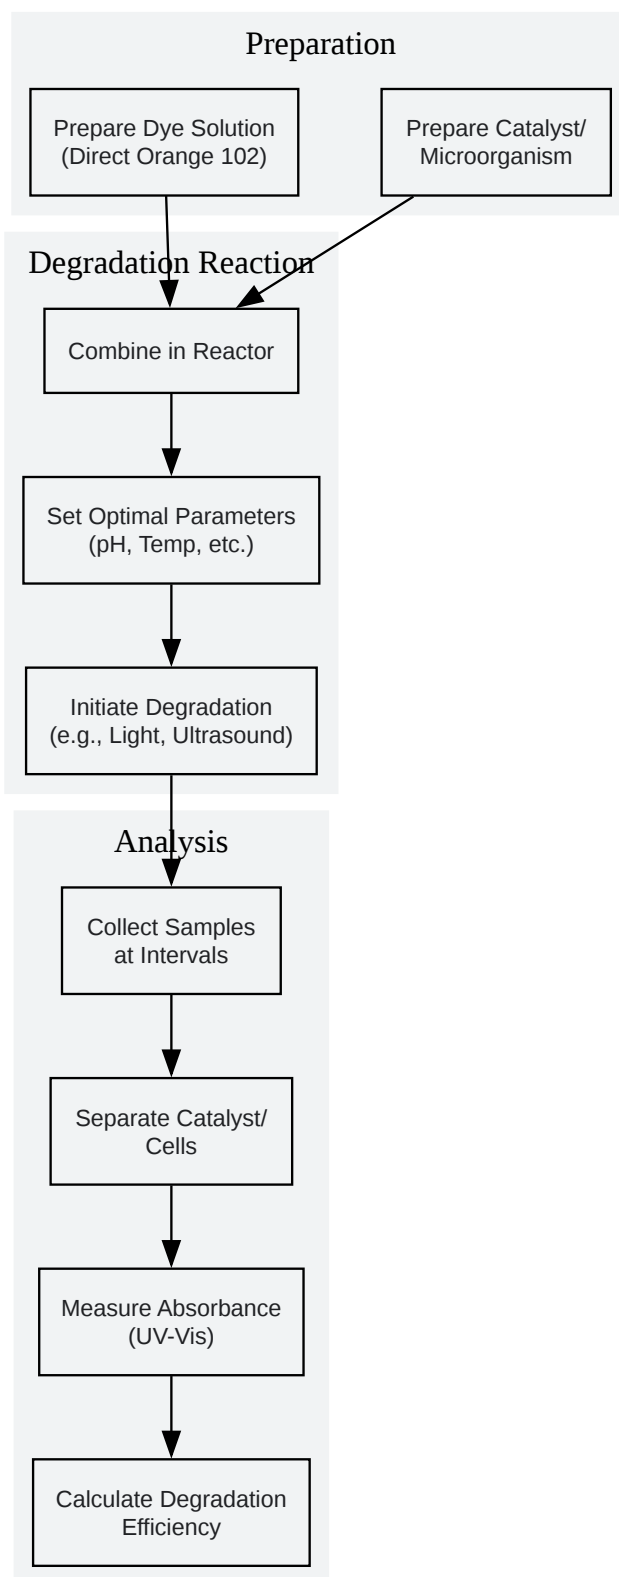 Preparation
Prepare Dye Solution
(Direct Orange 102)
Prepare Catalyst/
Microorganism
Degradation Reaction
Combine in Reactor
Set Optimal Parameters
(pH, Temp, etc.)
Initiate Degradation
(e.g., Light, Ultrasound)
Analysis
Collect Samples
at Intervals
Separate Catalyst/
Cells
Measure Absorbance
(UV-Vis)
Calculate Degradation
Efficiency